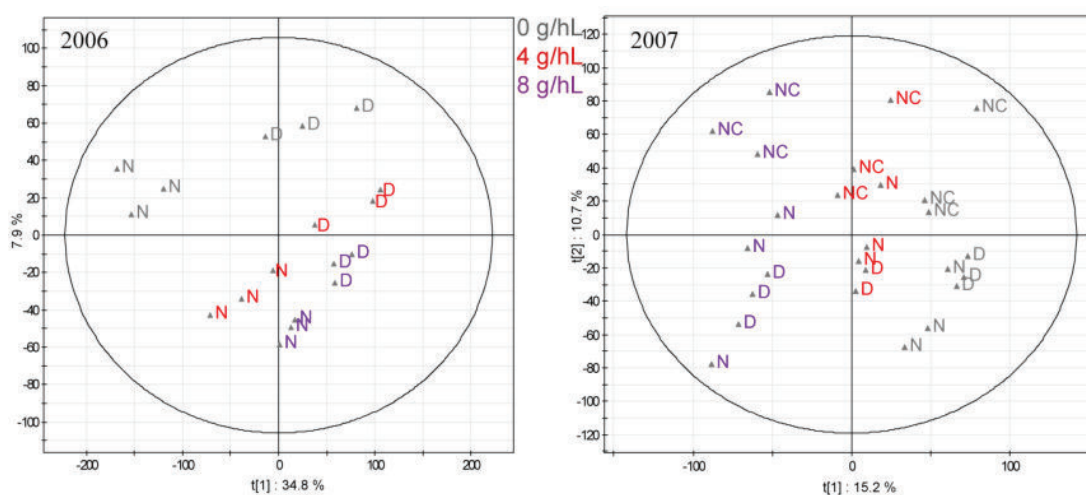 2006
100
80
60
40
20
0
-20
-40
-60
-80
-100
7.9 %
D
D
D
N
N
N
D
D
D
D
D
D
N
N
N
N
N
N
-200 -100 0 100 200
t[1] : 34.8 %
0 g/hL
4 g/hL
8 g/hL
2007
120
100
80
60
40
20
0
-20
-40
-60
-80
-100
-120
-130
t[2] : 10.7 %
NC NC NC
NC
NC
NC
NC
N
NC
NC
N
NC
N
N
D
N
N
D
D
D
D
D
D
D
N
N
N
-100 0 100
t[1] : 15.2 %